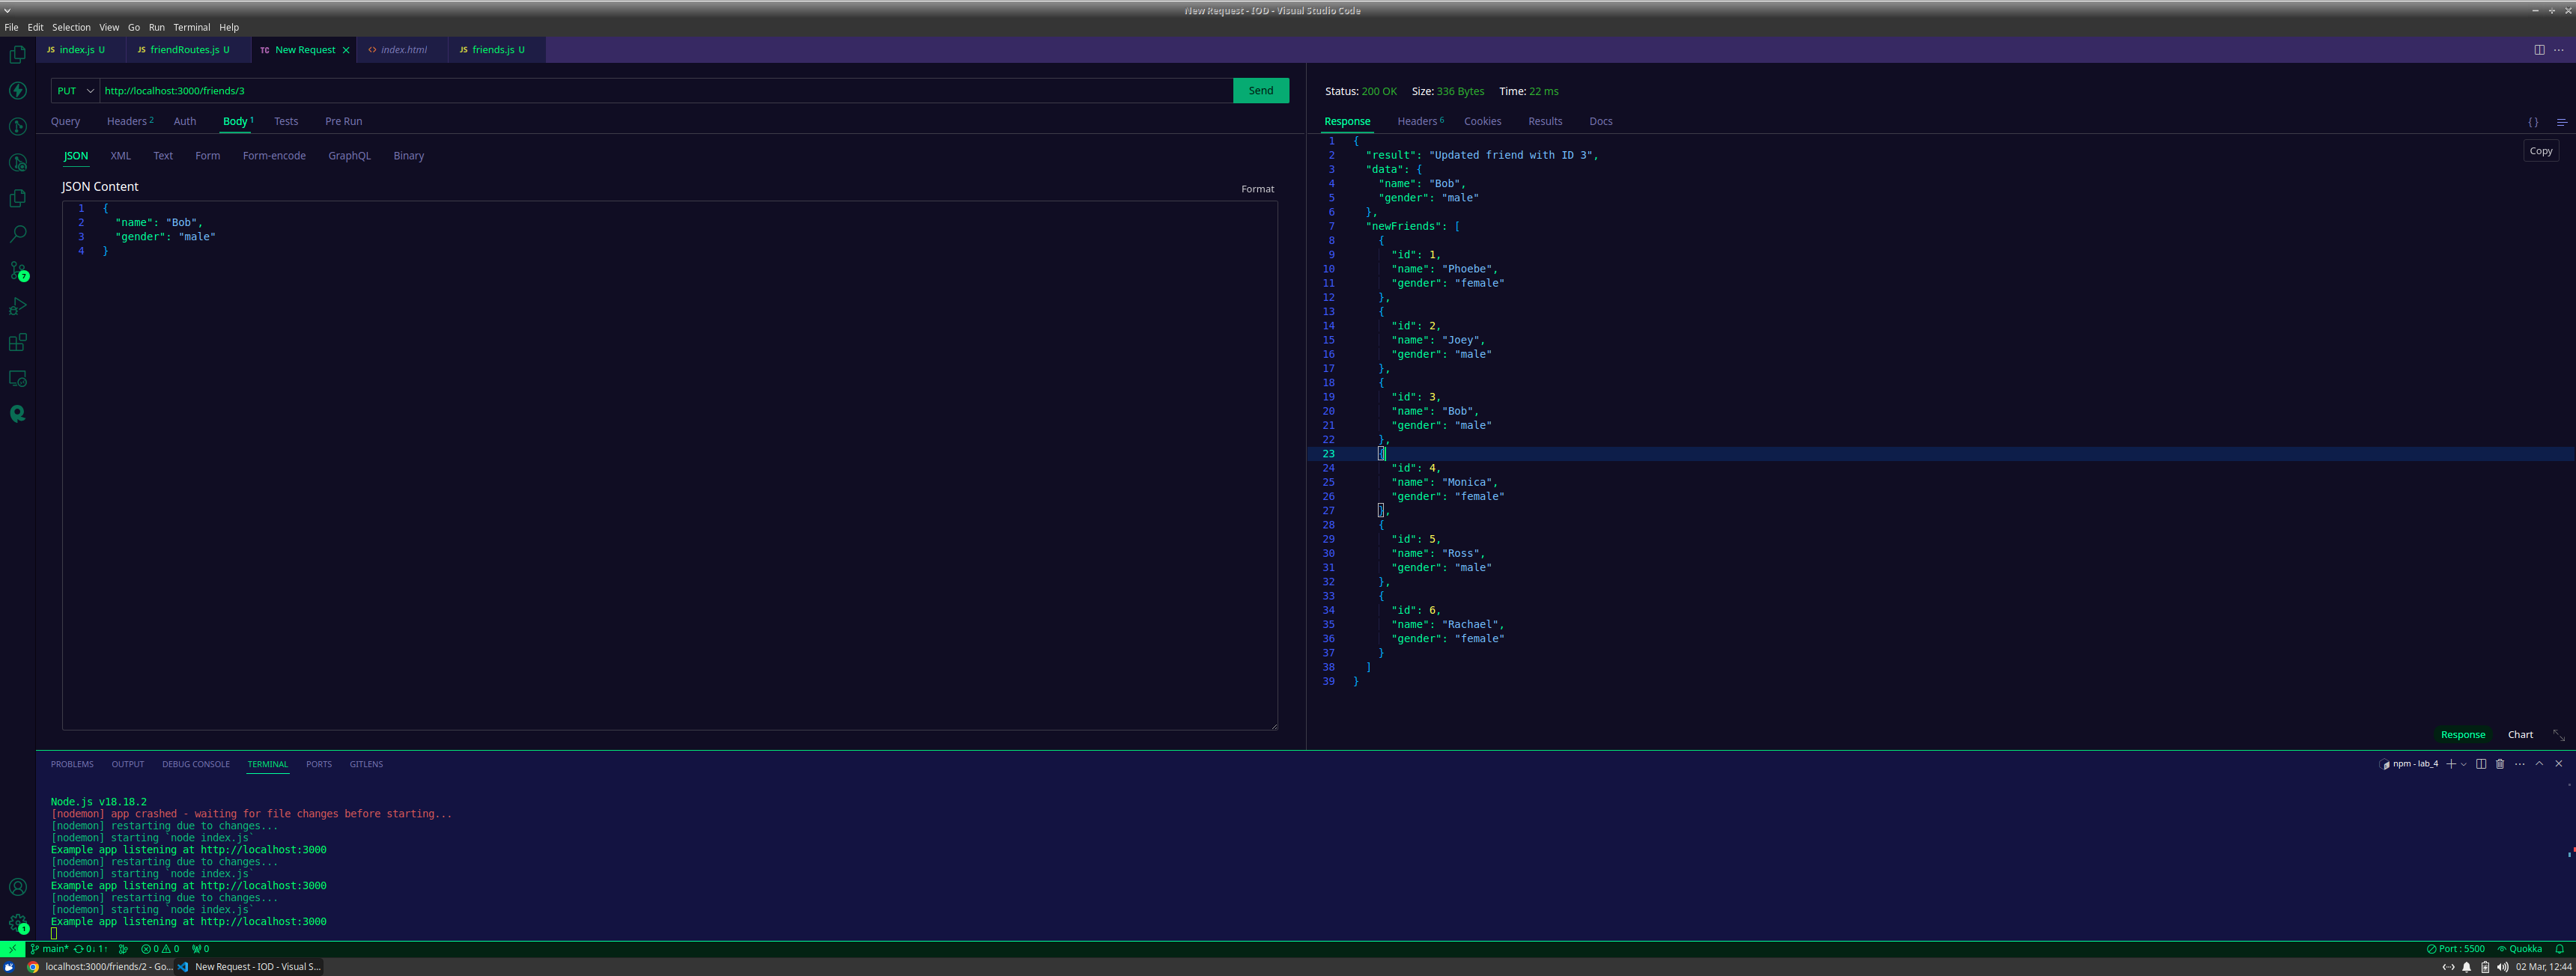 New Request - IOD - Visual Studio Code
File Edit Selection View Go Run Terminal Help
JS index.js U JS friendRoutes.js U TC New Request <> index.html JS friends.js U
PUT http://localhost:3000/friends/3 Send
Query Headers 2 Auth Body 1 Tests Pre Run
JSON XML Text Form Form-encode GraphQL Binary
JSON Content
Format
1 {
2 "name": "Bob",
3 "gender": "male"
4 }
Status: 200 OK Size: 336 Bytes Time: 22 ms
Response Headers 6 Cookies Results Docs {}
Copy
1 {
2 "result": "Updated friend with ID 3",
3 "data": {
4 "name": "Bob",
5 "gender": "male"
6 },
7 "newFriends": [
8 {
9 "id": 1,
10 "name": "Phoebe",
11 "gender": "female"
12 },
13 {
14 "id": 2,
15 "name": "Joey",
16 "gender": "male"
17 },
18 {
19 "id": 3,
20 "name": "Bob",
21 "gender": "male"
22 },
23 {
24 "id": 4,
25 "name": "Monica",
26 "gender": "female"
27 },
28 {
29 "id": 5,
30 "name": "Ross",
31 "gender": "male"
32 },
33 {
34 "id": 6,
35 "name": "Rachael",
36 "gender": "female"
37 }
38 ]
39 }
Response Chart
PROBLEMS OUTPUT DEBUG CONSOLE TERMINAL PORTS GITLENS
npm - lab_4
Node.js v18.18.2
[nodemon] app crashed - waiting for file changes before starting...
[nodemon] restarting due to changes...
[nodemon] starting `node index.js`
Example app listening at http://localhost:3000
[nodemon] restarting due to changes...
[nodemon] starting `node index.js`
Example app listening at http://localhost:3000
[nodemon] restarting due to changes...
[nodemon] starting `node index.js`
Example app listening at http://localhost:3000
7
1
main* 0↓ 1↑ 0 0 0
Port : 5500 Quokka
localhost:3000/friends/2 - Go... New Request - IOD - Visual S...
02 Mar, 12:44